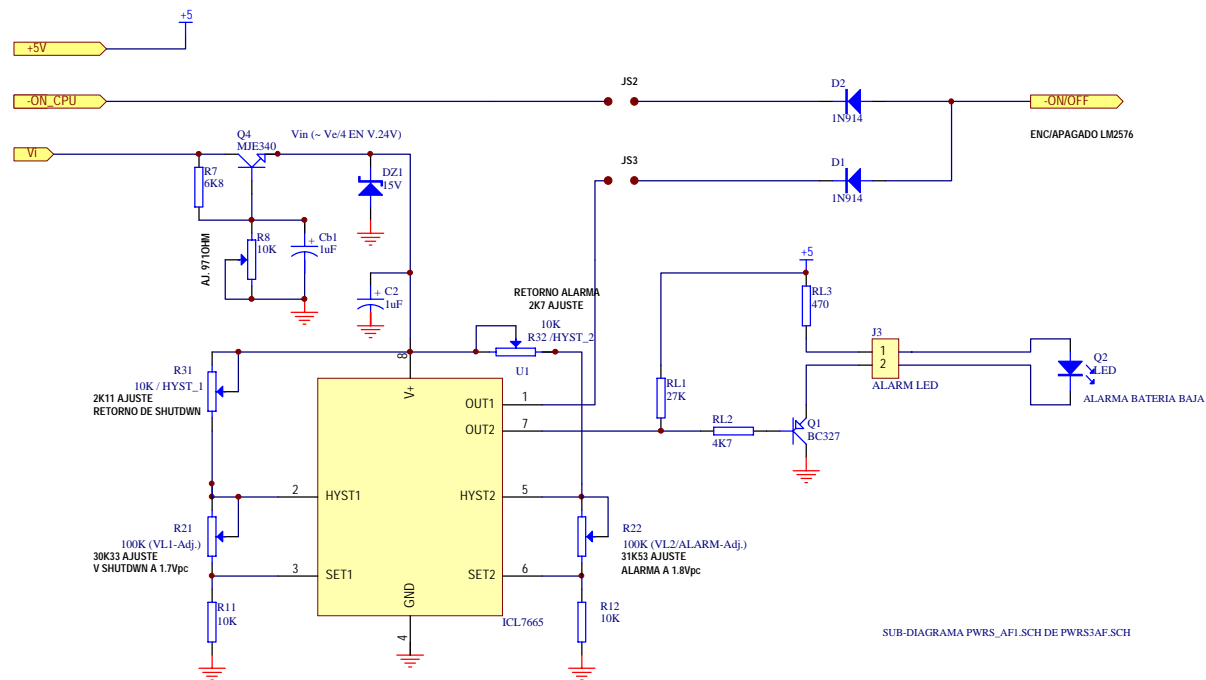 +5
+5V
JS2
D2
-ON_CPU
-ON/OFF
1N914
ENC/APAGADO LM2576
Q4
MJE340
Vin (~ Ve/4 EN V.24V)
Vi
JS3
D1
R7
6K8
DZ1
15V
1N914
R8
10K
AJ. 971OHM
+
Cb1
1uF
+5
+
C2
1uF
RETORNO ALARMA
2K7 AJUSTE
10K
R32 /HYST_2
RL3
470
J3
1
2
ALARM LED
Q2
LED
ALARMA BATERIA BAJA
8
U1
R31
10K / HYST_1
2K11 AJUSTE
RETORNO DE SHUTDWN
V+
OUT1
1
OUT2
7
RL1
27K
RL2
4K7
Q1
BC327
2
HYST1
HYST2
5
R21
100K (VL1-Adj.)
30K33 AJUSTE
V SHUTDWN A 1.7Vpc
R22
100K (VL2/ALARM-Adj.)
31K53 AJUSTE
ALARMA A 1.8Vpc
3
SET1
SET2
6
GND
R11
10K
R12
10K
ICL7665
4
SUB-DIAGRAMA PWRS_AF1.SCH DE PWRS3AF.SCH